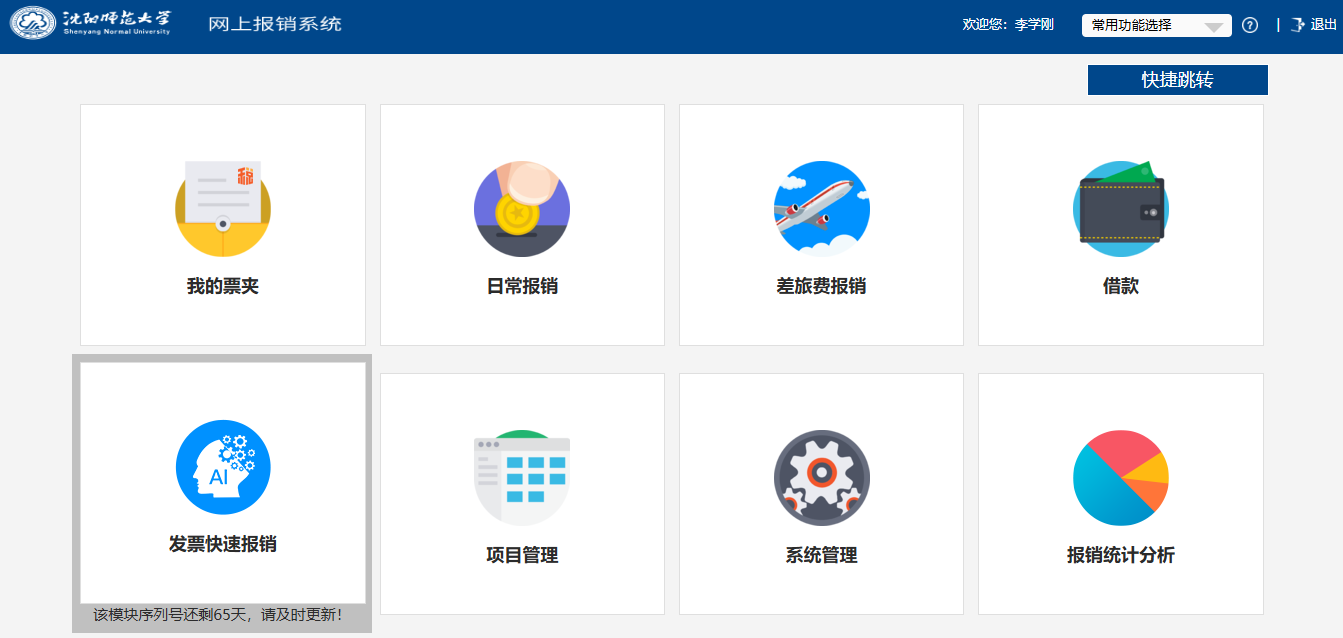 沈阳师范大学
Shenyang Normal University
网上报销系统
欢迎您: 李学刚
常用功能选择
?
| 退出
快捷跳转
税
我的票夹
日常报销
差旅费报销
借款
AI
发票快速报销
项目管理
系统管理
报销统计分析
该模块序列号还剩65天，请及时更新！